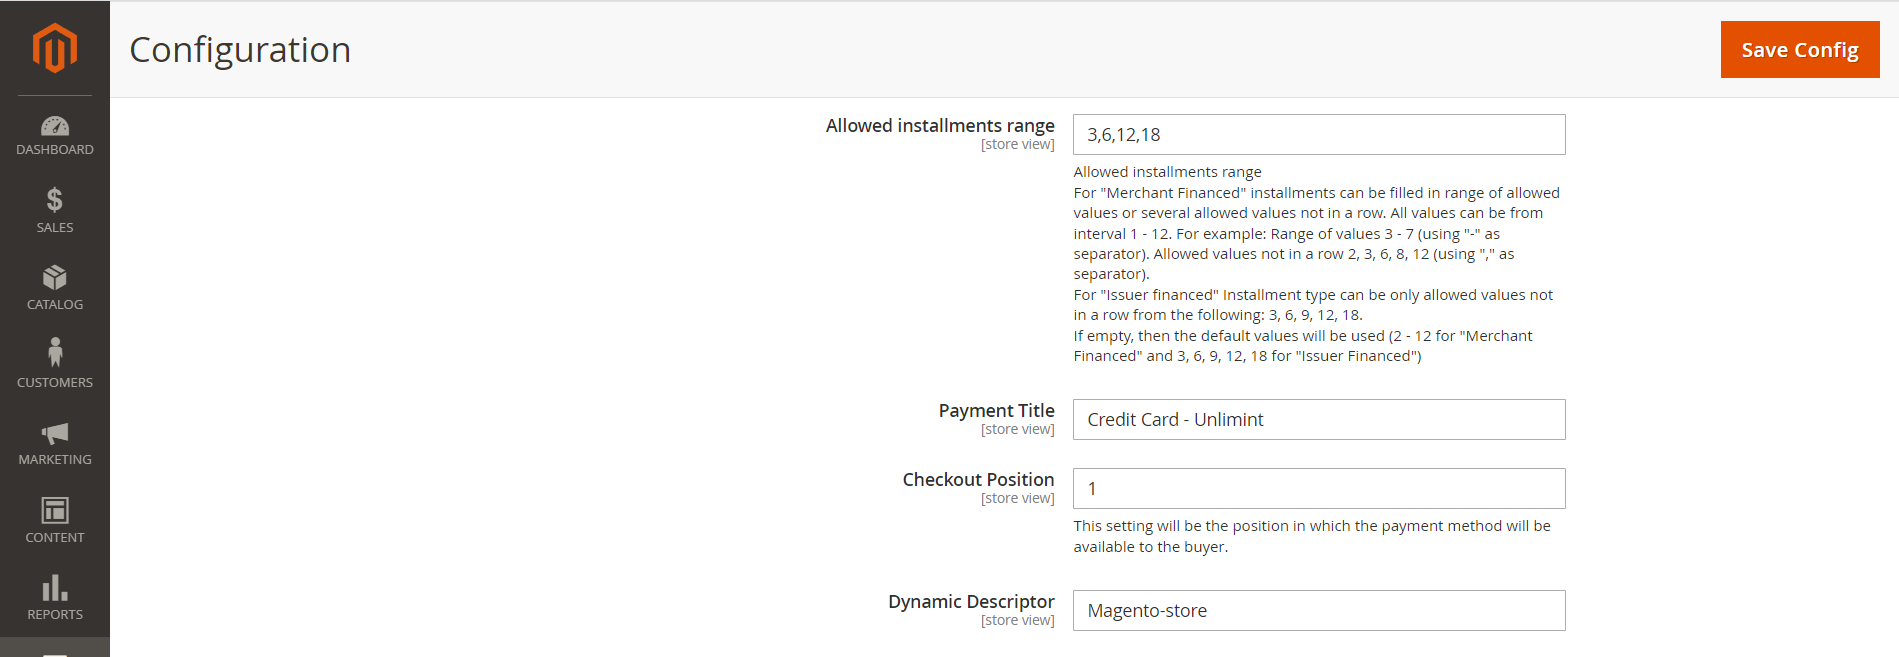 Configuration
Save Config
DASHBOARD
SALES
CATALOG
CUSTOMERS
MARKETING
CONTENT
REPORTS
Allowed installments range
[store view]
3,6,12,18
Allowed installments range
For "Merchant Financed" installments can be filled in range of allowed
values or several allowed values not in a row. All values can be from
interval 1 - 12. For example: Range of values 3 - 7 (using "-" as
separator). Allowed values not in a row 2, 3, 6, 8, 12 (using "," as
separator).
For "Issuer financed" Installment type can be only allowed values not
in a row from the following: 3, 6, 9, 12, 18.
If empty, then the default values will be used (2 - 12 for "Merchant
Financed" and 3, 6, 9, 12, 18 for "Issuer Financed")
Payment Title
[store view]
Credit Card - Unlimint
Checkout Position
[store view]
1
This setting will be the position in which the payment method will be
available to the buyer.
Dynamic Descriptor
[store view]
Magento-store